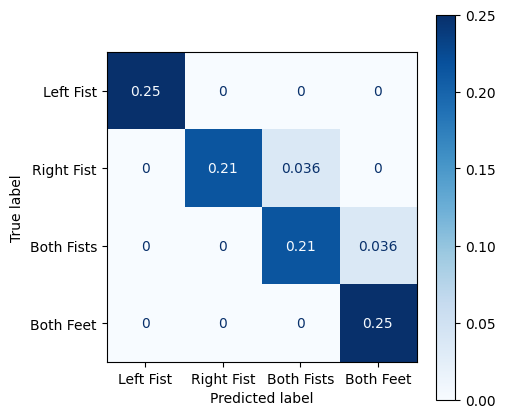 0.25
Left Fist 0.25 0 0 0
0.20
Right Fist 0 0.21 0.036 0
0.15
True label
Both Fists 0 0 0.21 0.036
0.10
Both Feet 0 0 0 0.25
0.05
0.00
Left Fist Right Fist Both Fists Both Feet
Predicted label